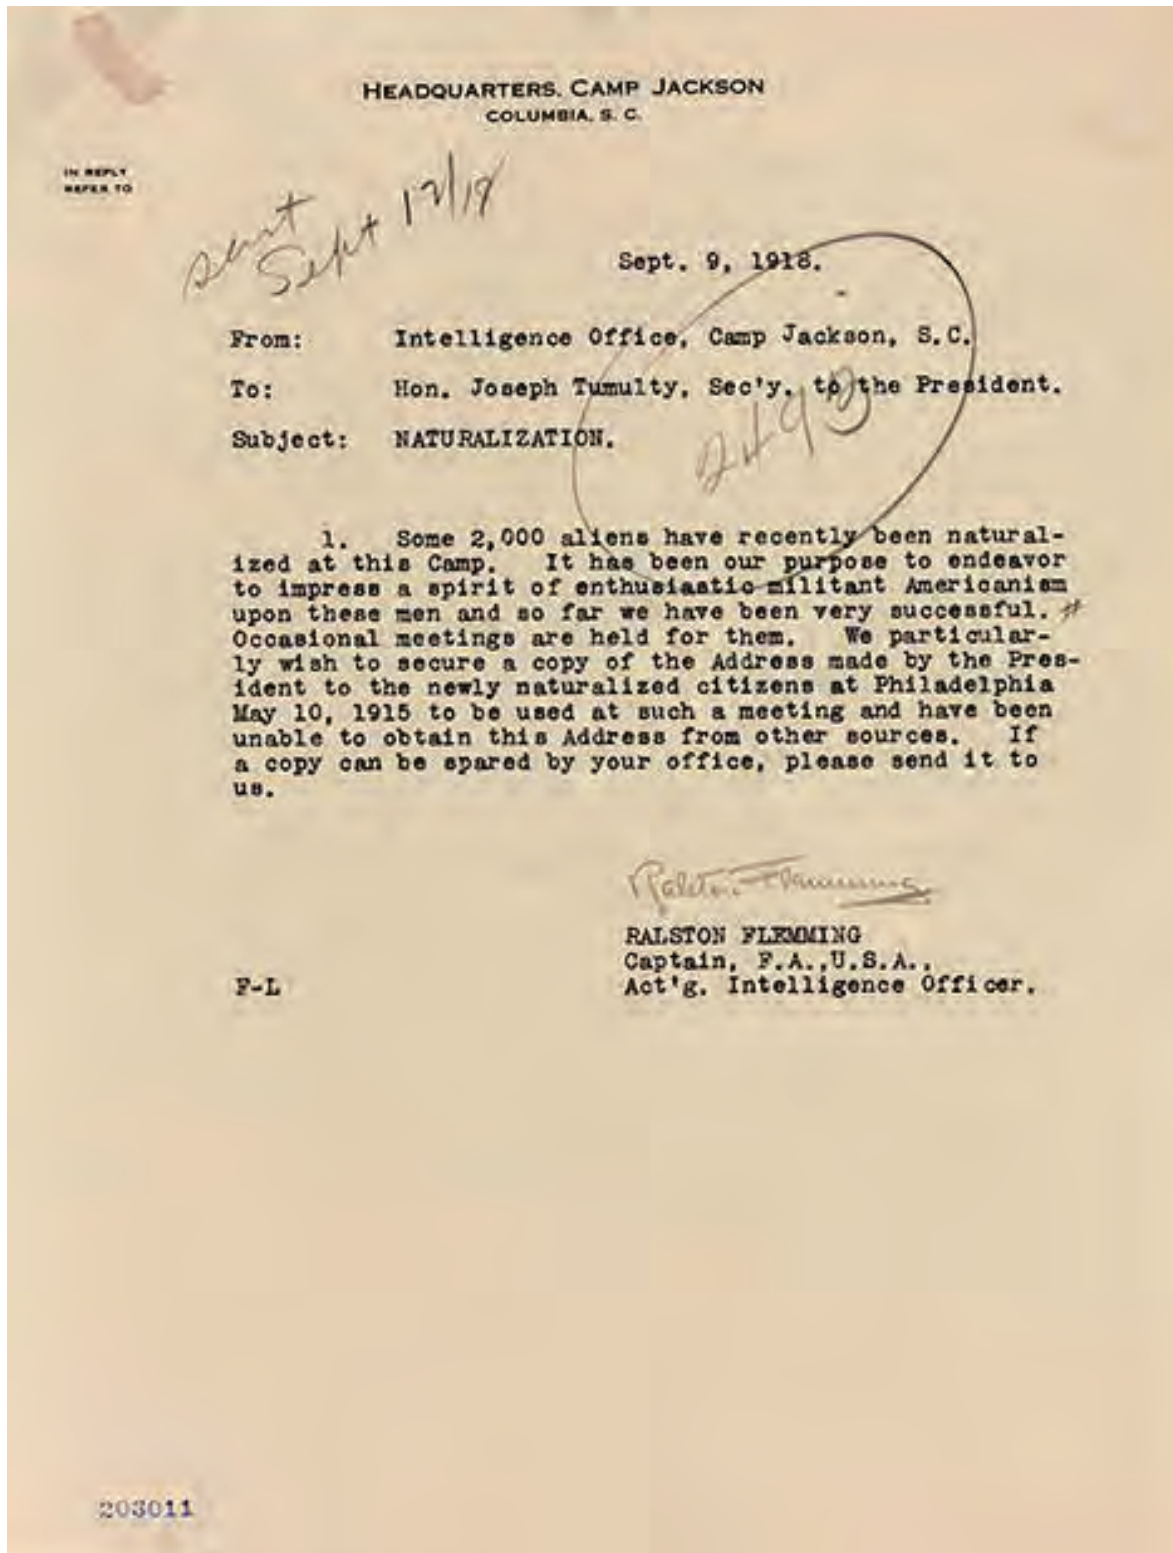 HEADQUARTERS, CAMP JACKSON
COLUMBIA, S. C.
IN REPLY
REFER TO
sent
Sept 12/18
Sept. 9, 1918.
From: Intelligence Office, Camp Jackson, S.C.
To: Hon. Joseph Tumulty, Sec'y. to the President.
Subject: NATURALIZATION.
2493
1. Some 2,000 aliens have recently been natural-
ized at this Camp. It has been our purpose to endeavor
to impress a spirit of enthusiastic militant Americanism
upon these men and so far we have been very successful. #
Occasional meetings are held for them. We particular-
ly wish to secure a copy of the Address made by the Pres-
ident to the newly naturalized citizens at Philadelphia
May 10, 1915 to be used at such a meeting and have been
unable to obtain this Address from other sources. If
a copy can be spared by your office, please send it to
us.
Ralston Flemming
RALSTON FLEMMING
Captain, F.A.,U.S.A.,
F-L Act'g. Intelligence Officer.
203011